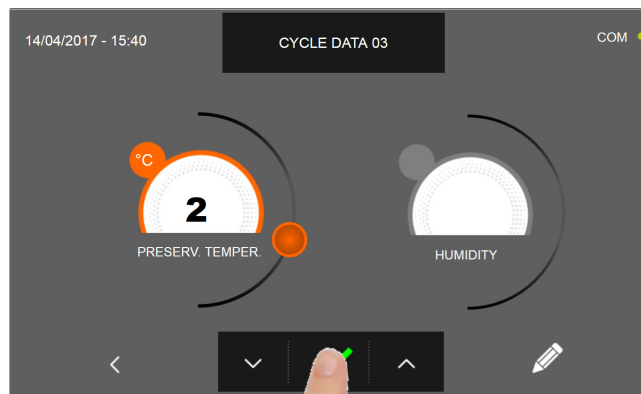 14/04/2017 - 15:40
CYCLE DATA 03
COM
°C
2
PRESERV. TEMPER.
HUMIDITY